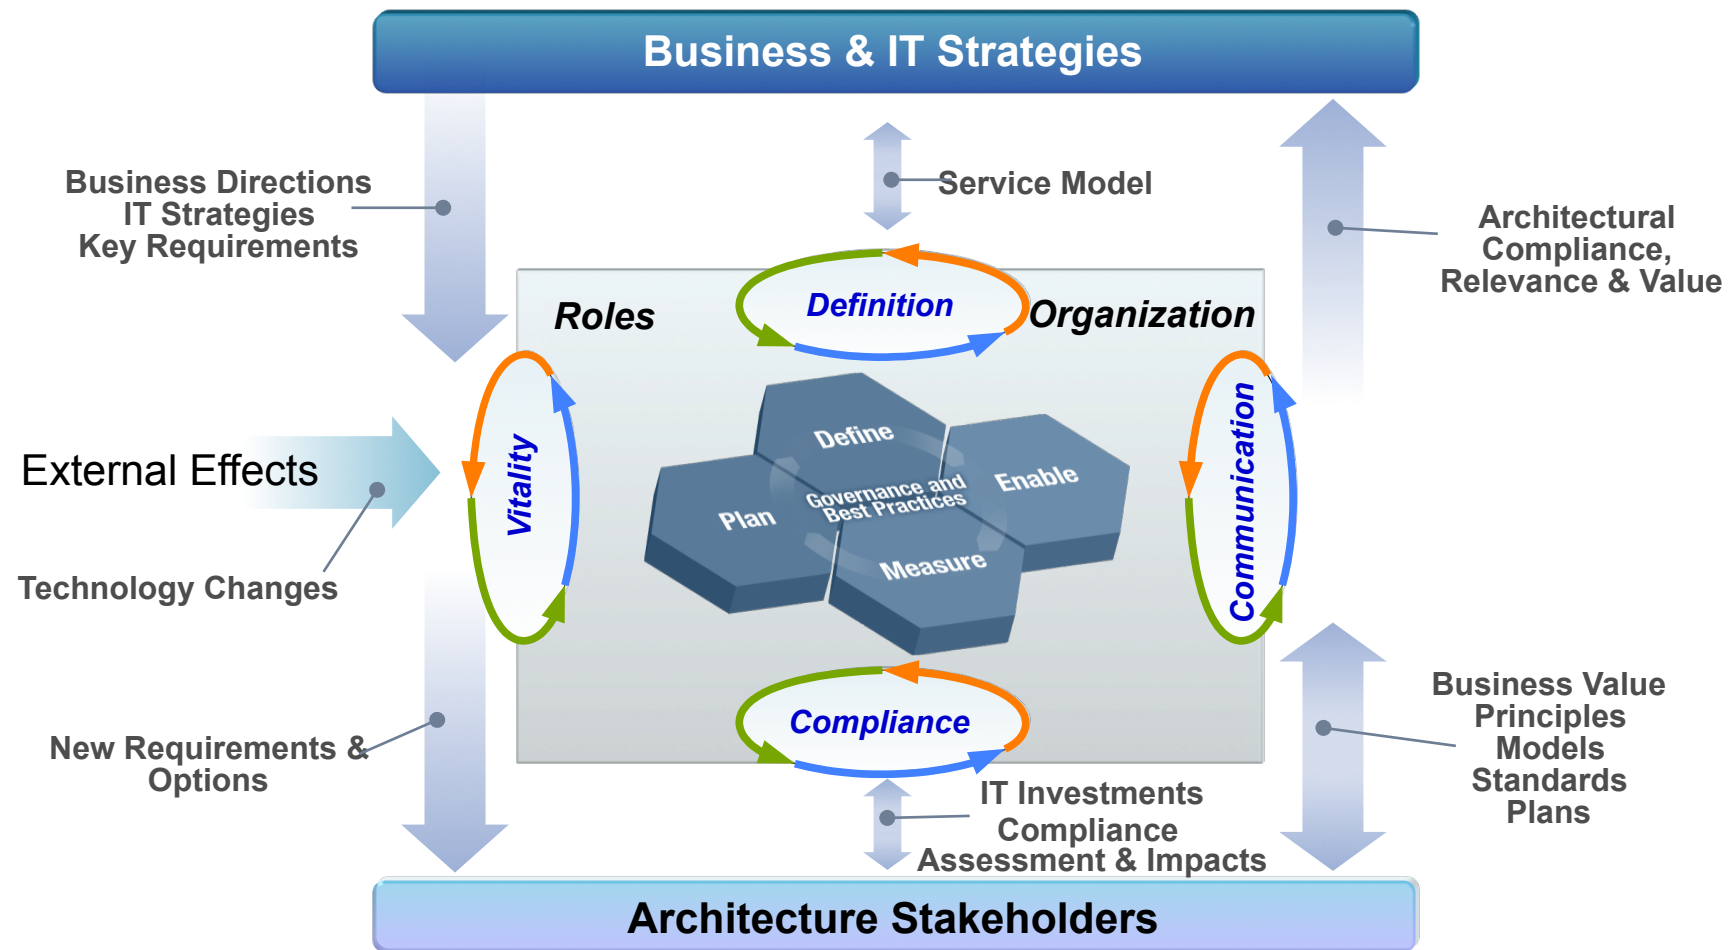 Business & IT Strategies
Business Directions
IT Strategies
Key Requirements
Service Model
Architectural
Compliance,
Relevance & Value
Roles
Definition
Organization
External Effects
Vitality
Define
Enable
Governance and
Best Practices
Plan
Measure
Communication
Technology Changes
New Requirements &
Options
Compliance
Business Value
Principles
Models
Standards
Plans
IT Investments
Compliance
Assessment & Impacts
Architecture Stakeholders